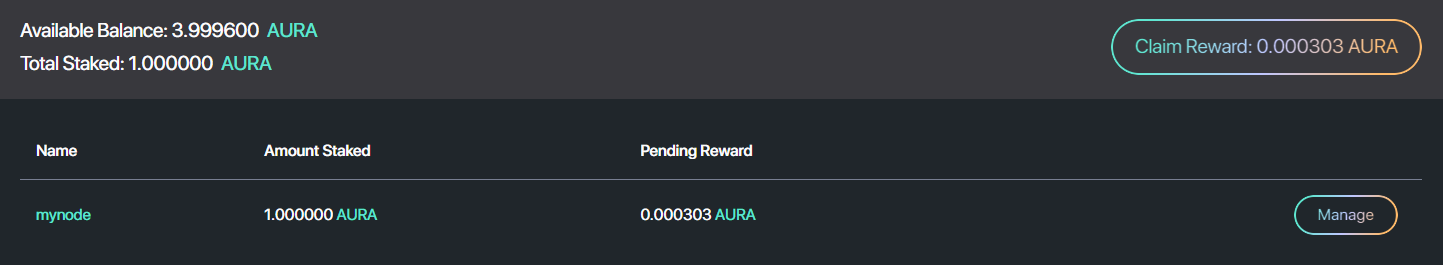 Available Balance: 3.999600 AURA
Claim Reward: 0.000303 AURA
Total Staked: 1.000000 AURA
Name Amount Staked Pending Reward
mynode 1.000000 AURA 0.000303 AURA Manage